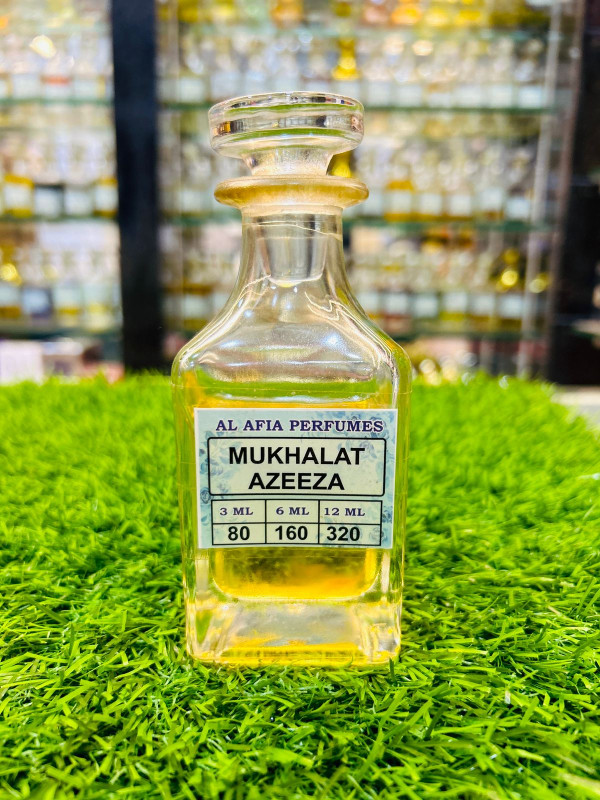 AL AFIA PERFUMES
MUKHALAT
AZEEZA
3 ML 6 ML 12 ML
80 160 320